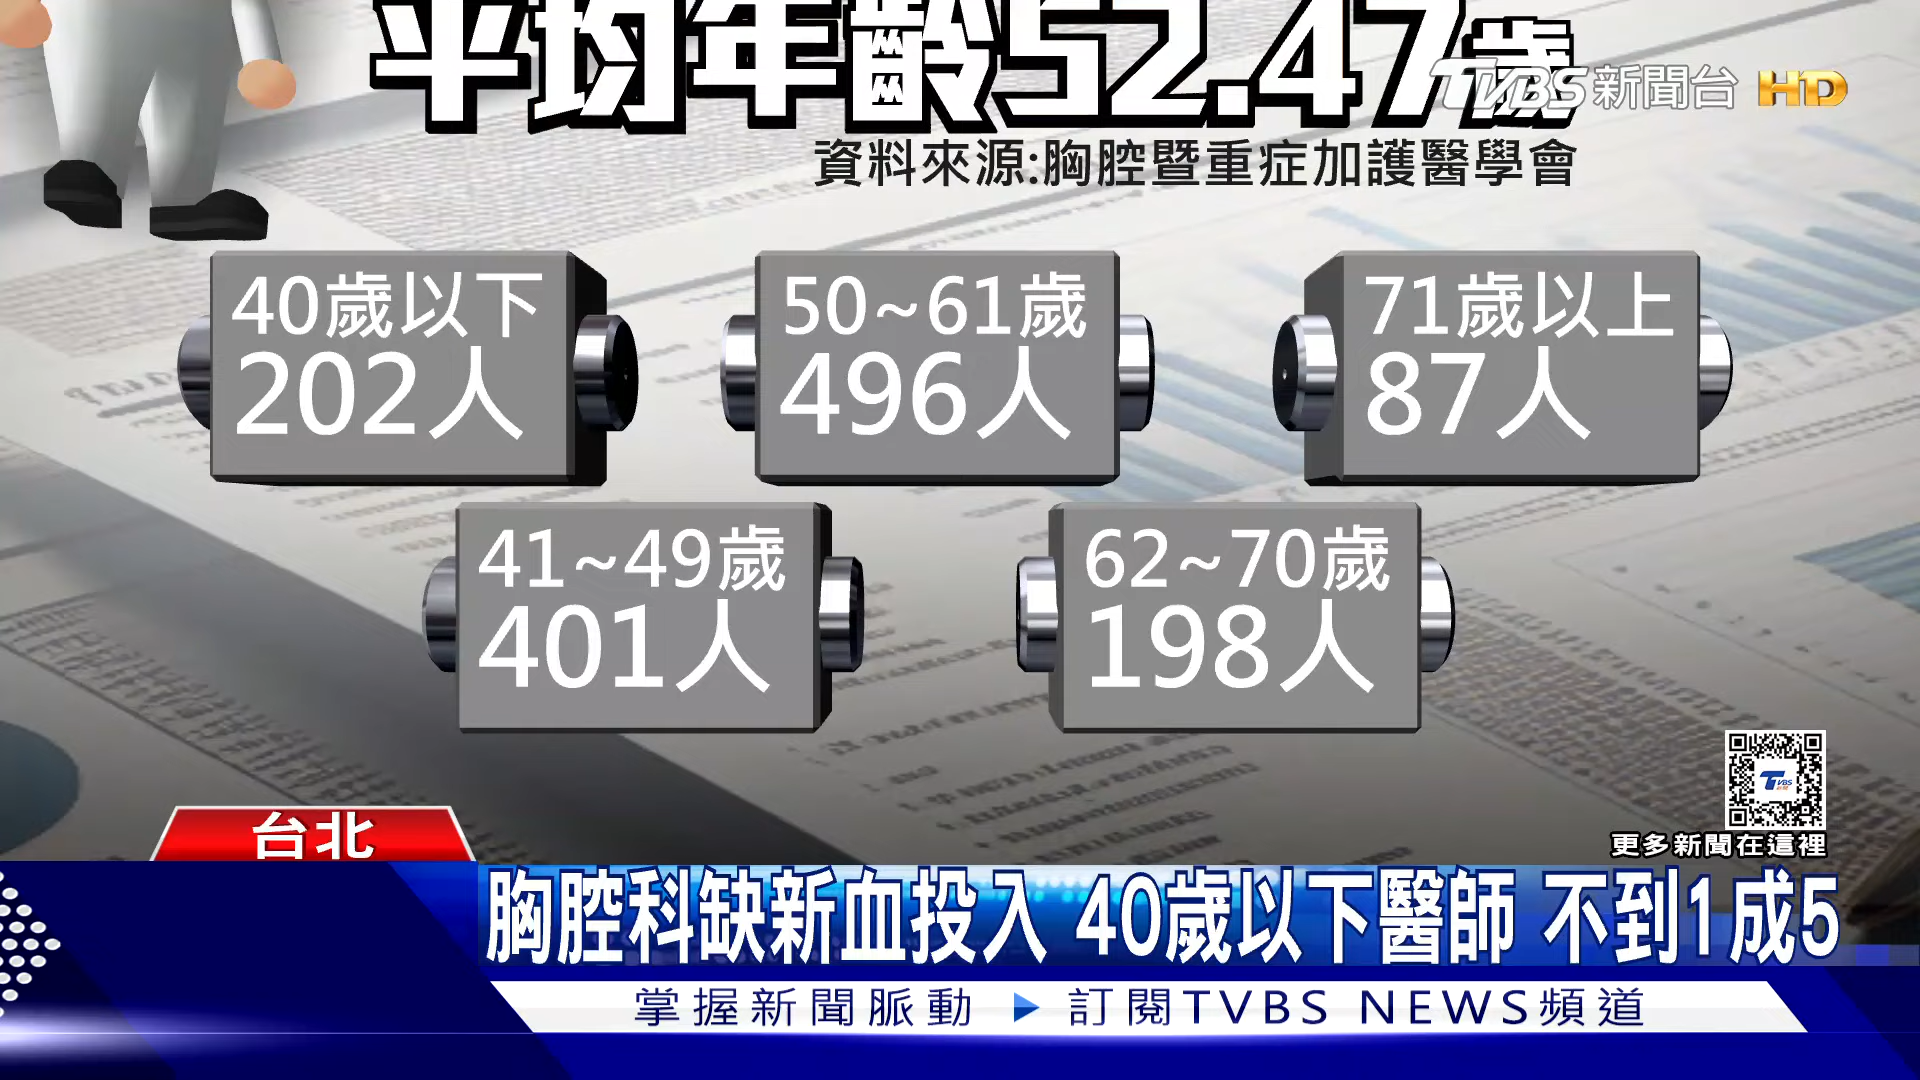 平均年齡52.47歲
TVBS新聞台 HD
資料來源:胸腔暨重症加護醫學會
40歲以下
202人
50~61歲
496人
71歲以上
87人
41~49歲
401人
62~70歲
198人
TVBS
新聞
更多新聞在這裡
台北
胸腔科缺新血投入 40歲以下醫師 不到1成5
掌握新聞脈動 ▶ 訂閱TVBS NEWS頻道